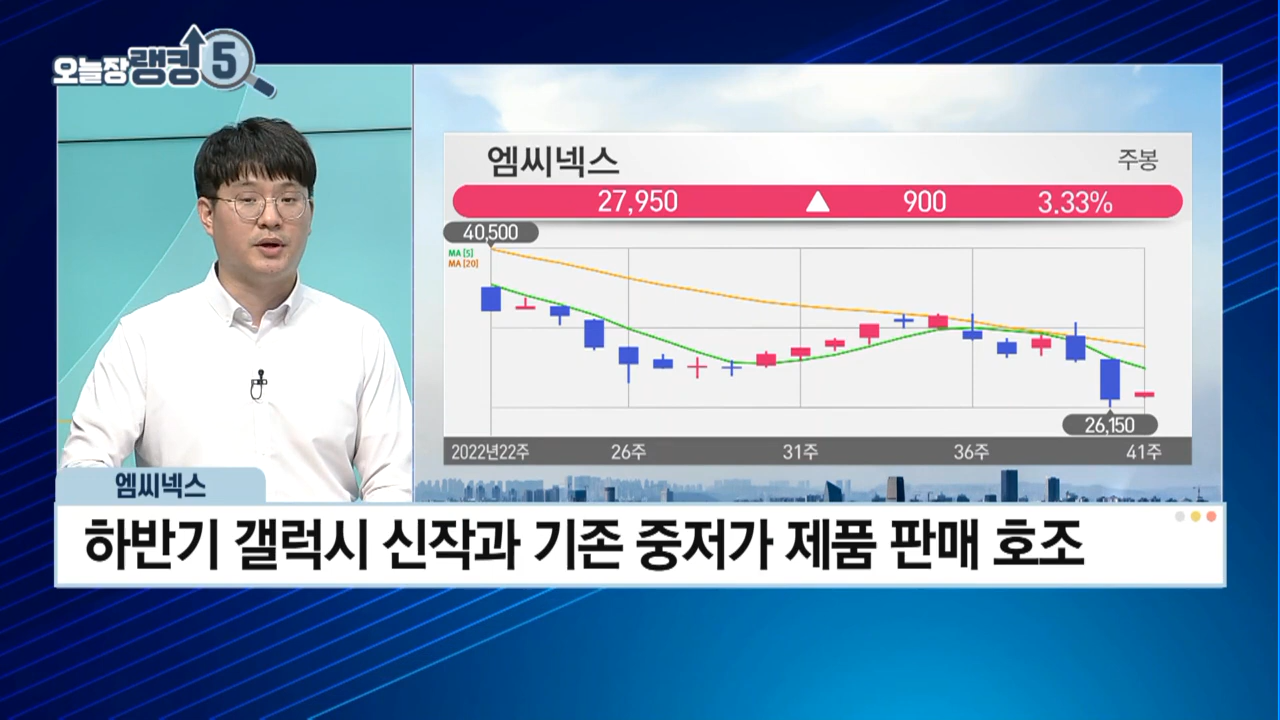 오늘장랭킹5
엠씨넥스
주봉
27,950 ▲ 900 3.33%
40,500
MA [5]
MA [20]
26,150
2022년22주 26주 31주 36주 41주
엠씨넥스
하반기 갤럭시 신작과 기존 중저가 제품 판매 호조